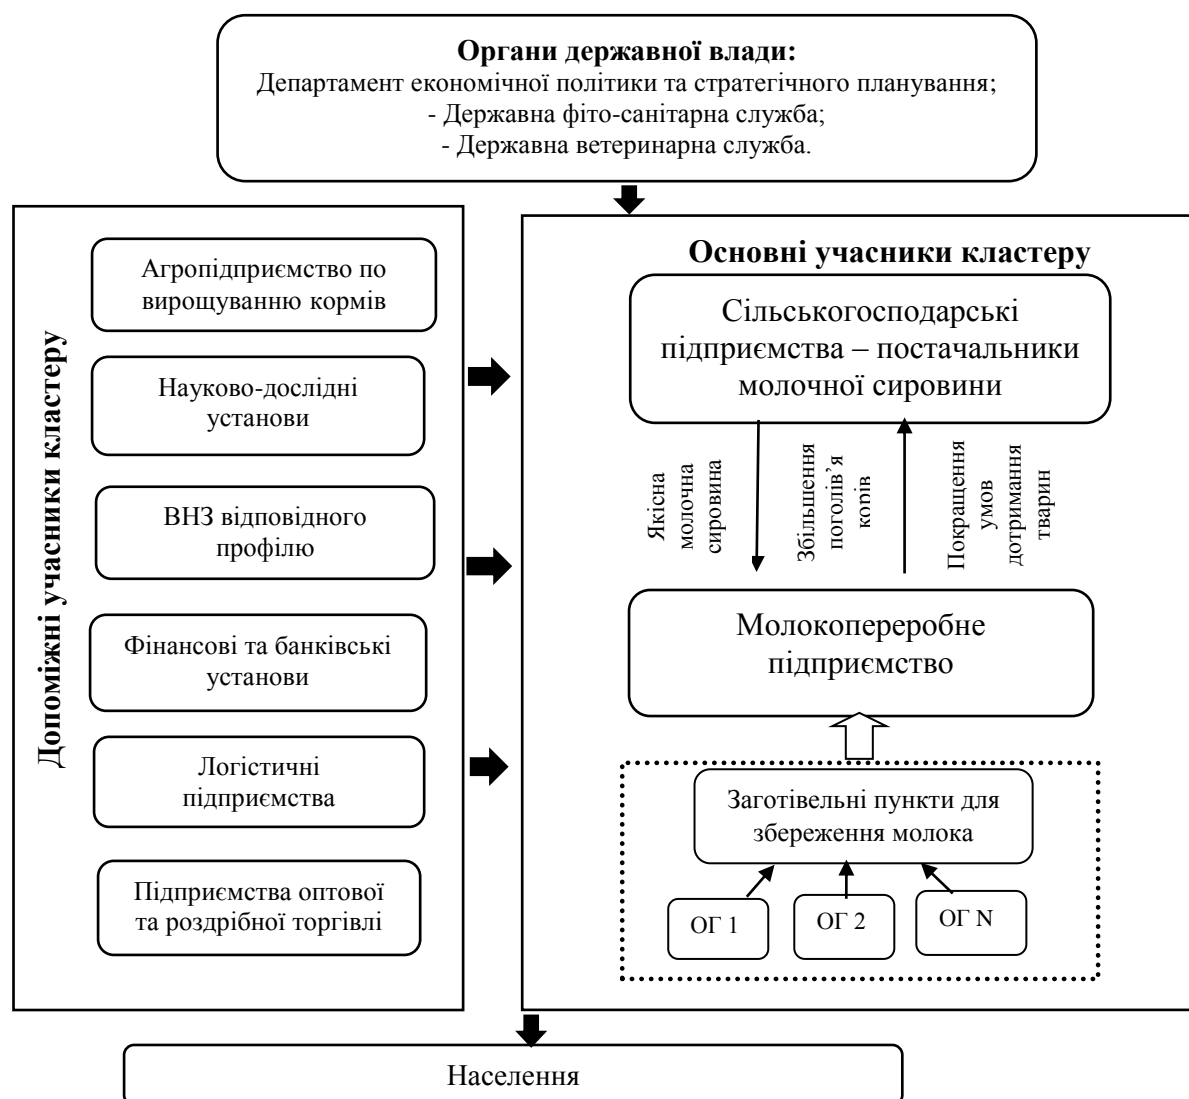 Органи державної влади:
Департамент економічної політики та стратегічного планування;
- Державна фіто-санітарна служба;
- Державна ветеринарна служба.
Допоміжні учасники кластеру
Агропідприємство по
вирощуванню кормів
Науково-дослідні
установи
ВНЗ відповідного
профілю
Фінансові та банківські
установи
Логістичні
підприємства
Підприємства оптової
та роздрібної торгівлі
Основні учасники кластеру
Сільськогосподарські
підприємства – постачальники
молочної сировини
Якісна
молочна
сировина
Збільшення
поголів’я
корів
Покращення
умов
дотримання
тварин
Молокопереробне
підприємство
Заготівельні пункти для
збереження молока
ОГ 1
ОГ 2
ОГ N
Населення